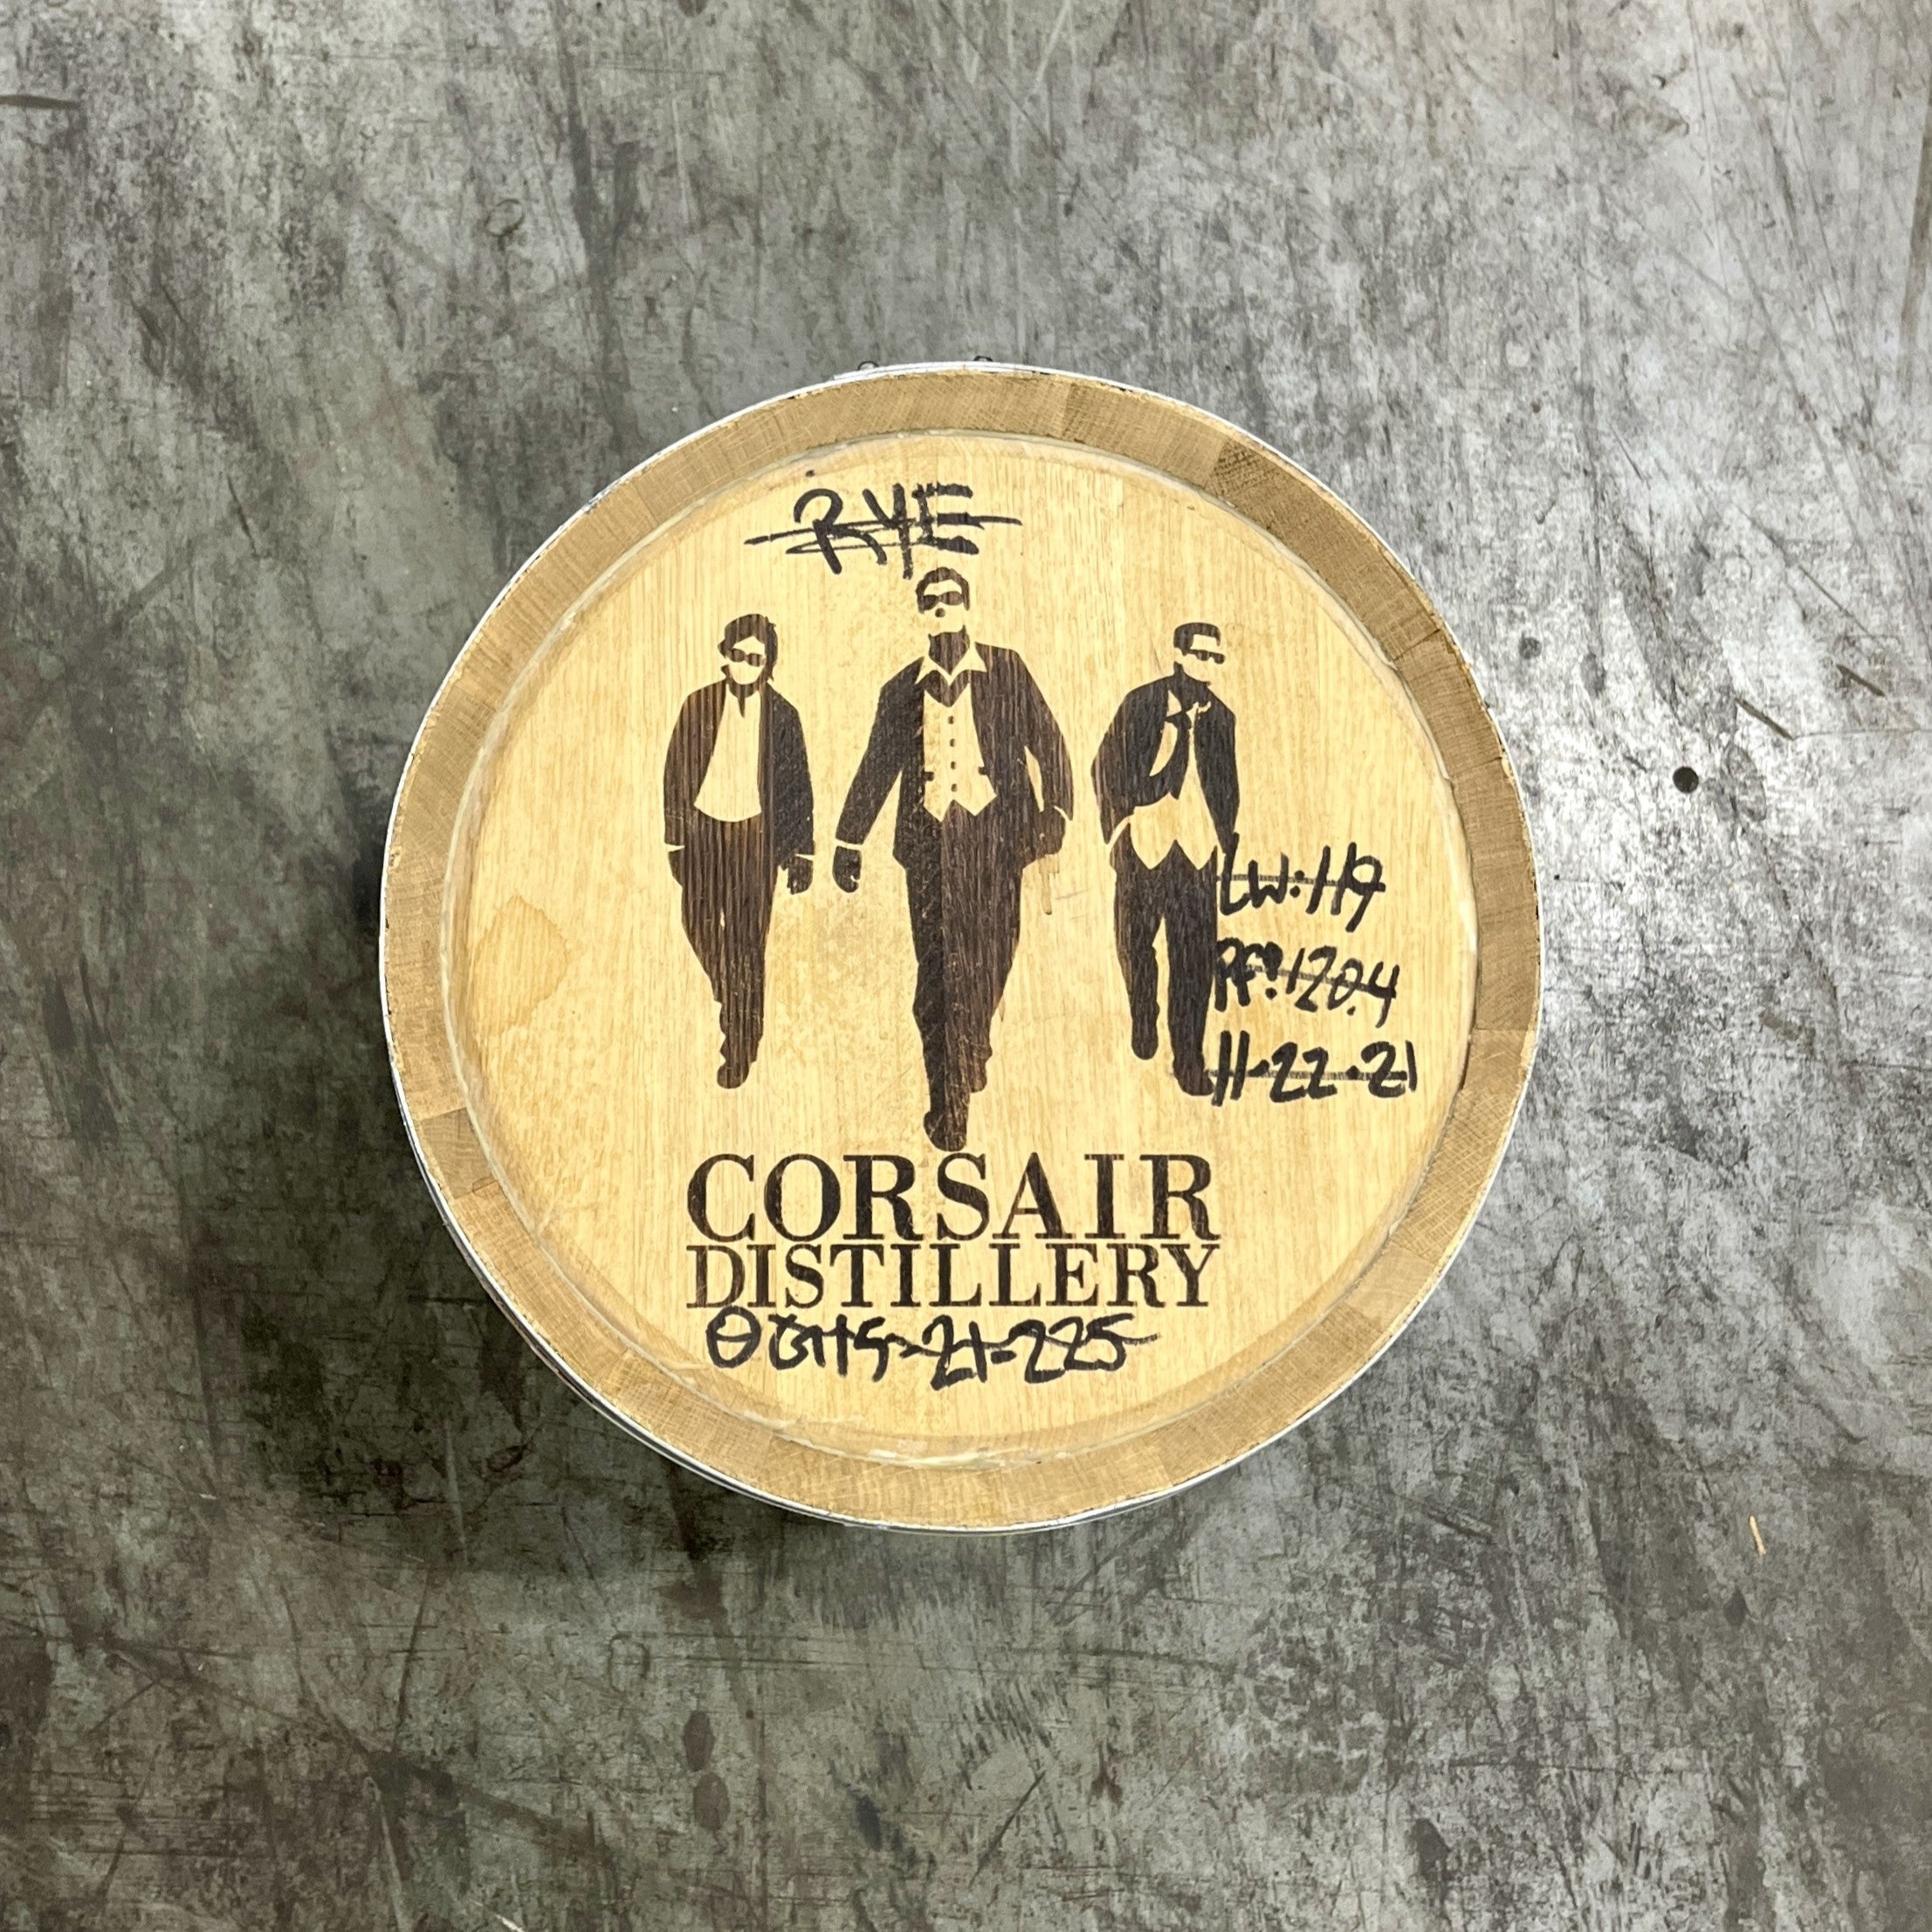 RYE
LW: 119
PF: 120.4
11-22-21
CORSAIR
DISTILLERY